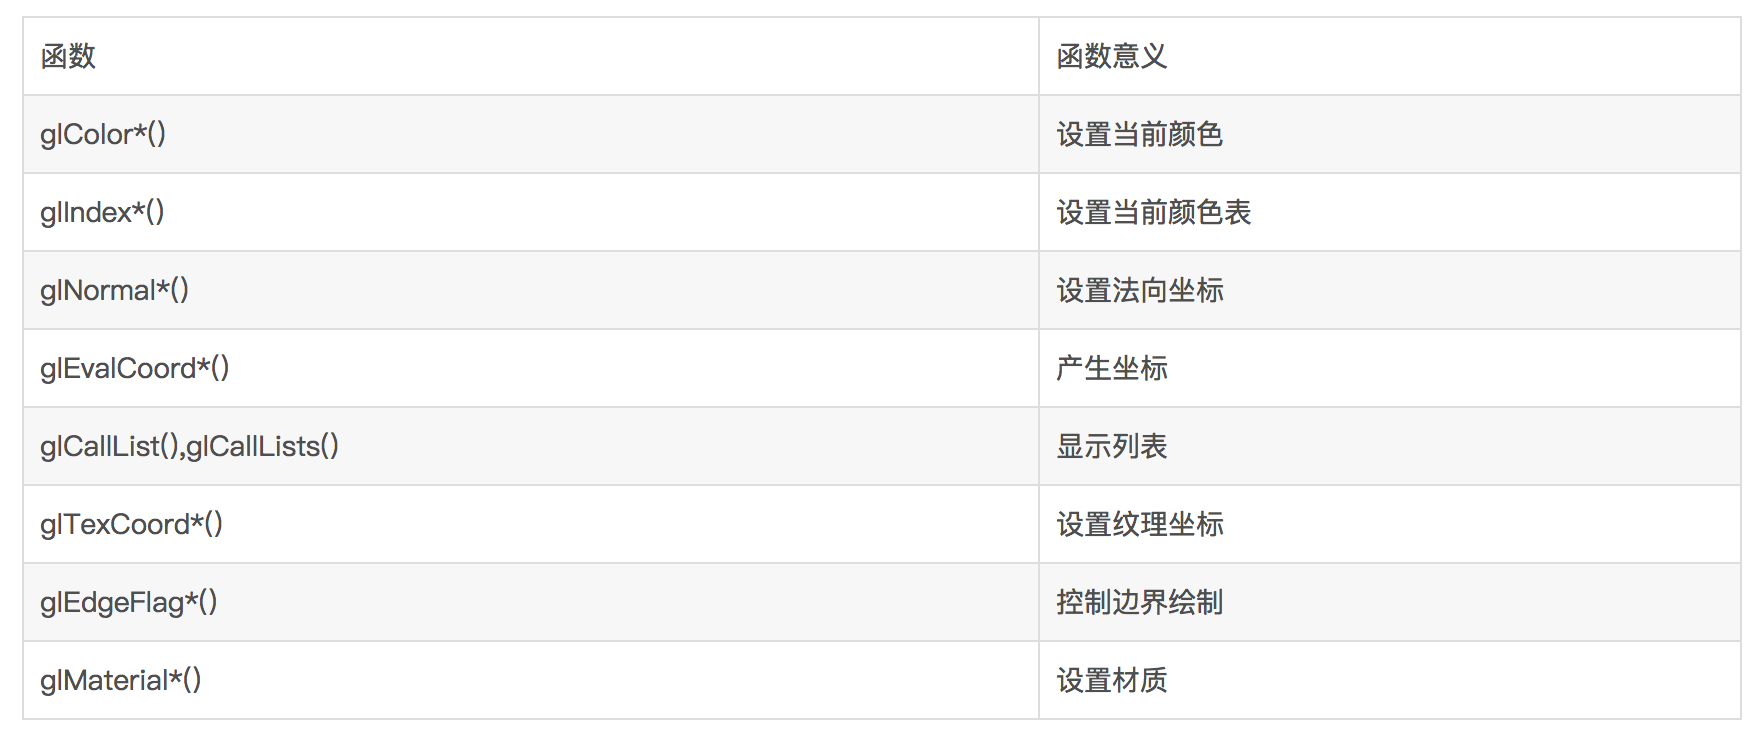 函数 函数意义
glColor*() 设置当前颜色
glIndex*() 设置当前颜色表
glNormal*() 设置法向坐标
glEvalCoord*() 产生坐标
glCallList(),glCallLists() 显示列表
glTexCoord*() 设置纹理坐标
glEdgeFlag*() 控制边界绘制
glMaterial*() 设置材质